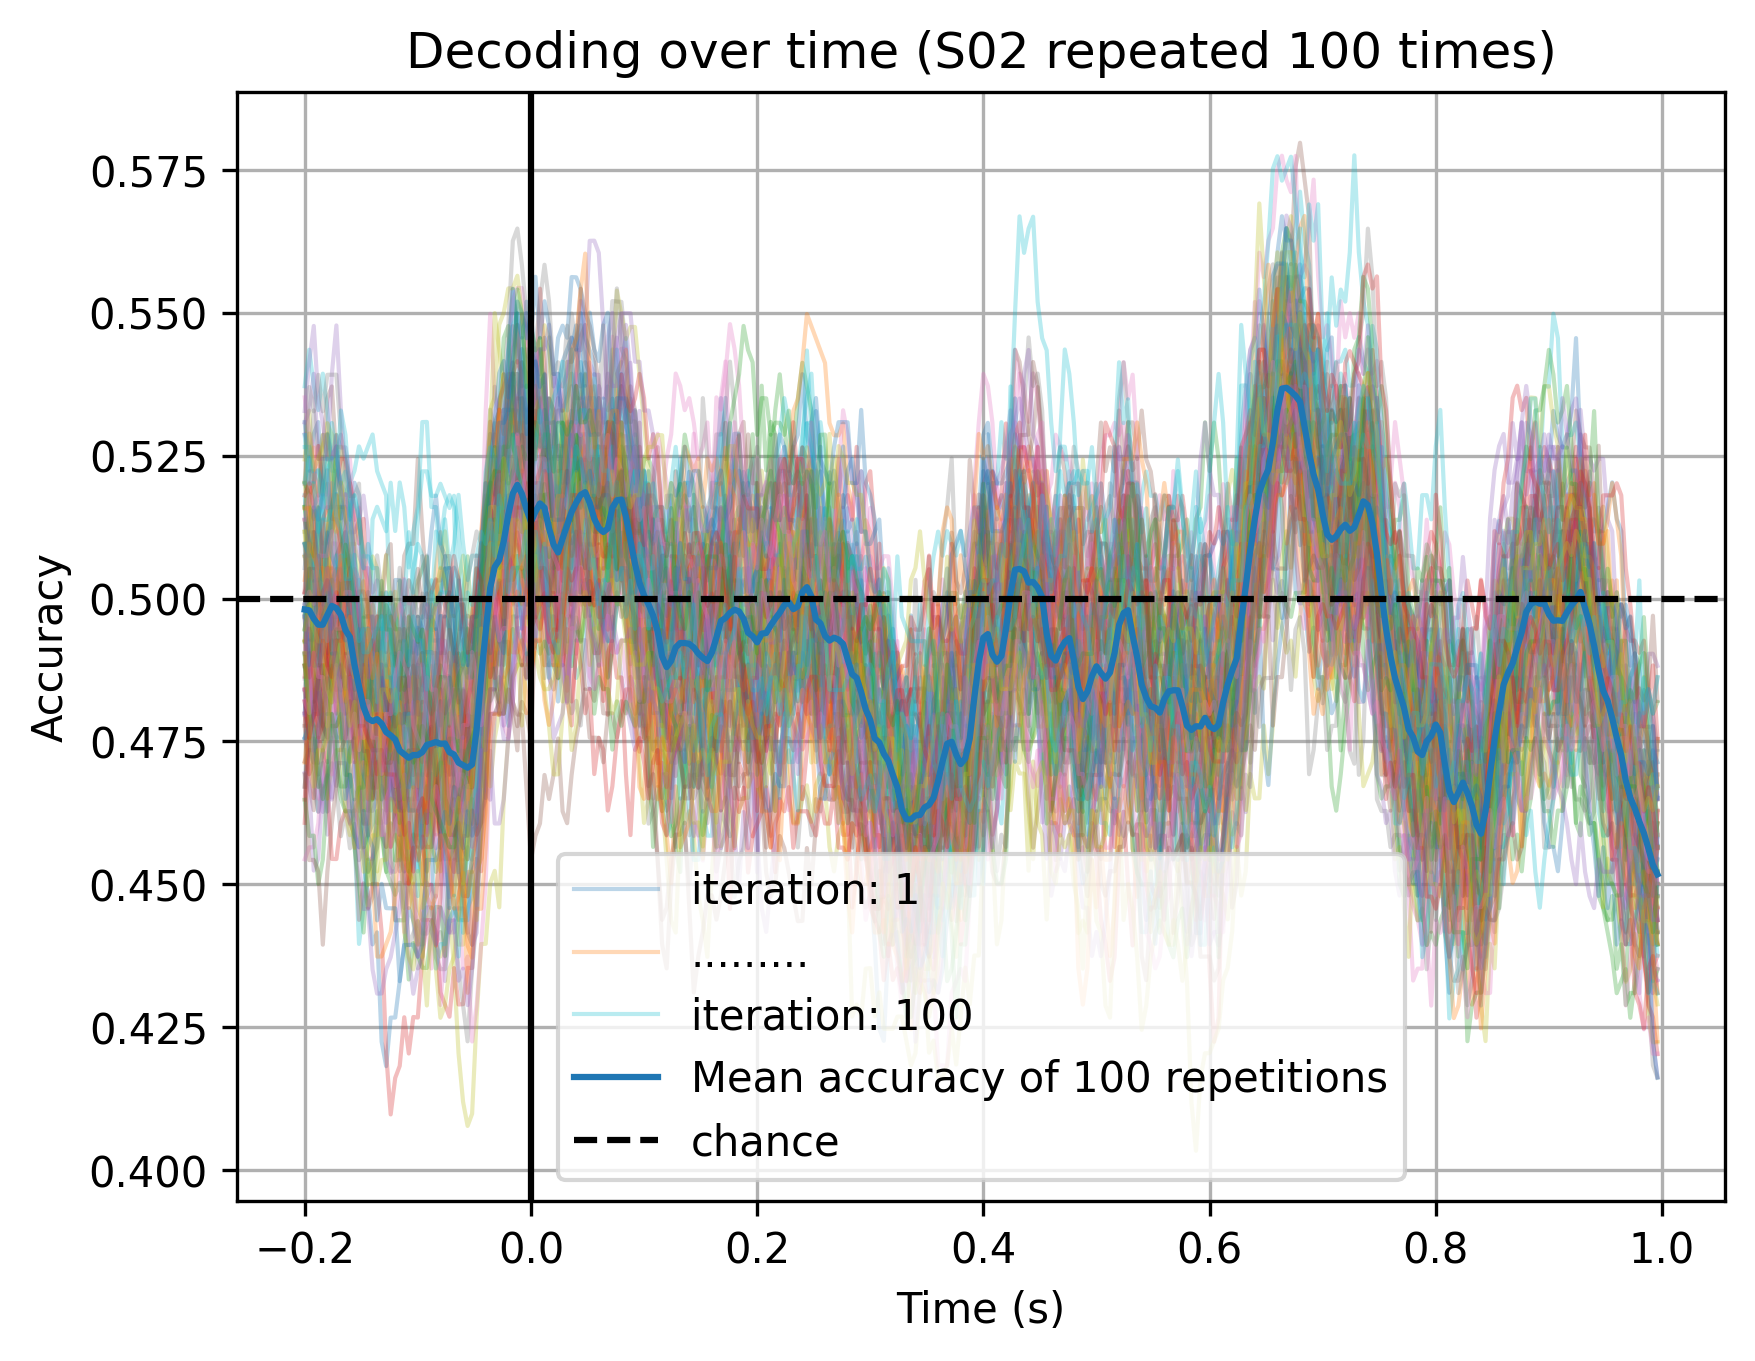 Decoding over time (S02 repeated 100 times)
Accuracy
0.575
0.550
0.525
0.500
0.475
0.450
0.425
0.400
iteration: 1
.........
iteration: 100
Mean accuracy of 100 repetitions
chance
−0.2 0.0 0.2 0.4 0.6 0.8 1.0
Time (s)